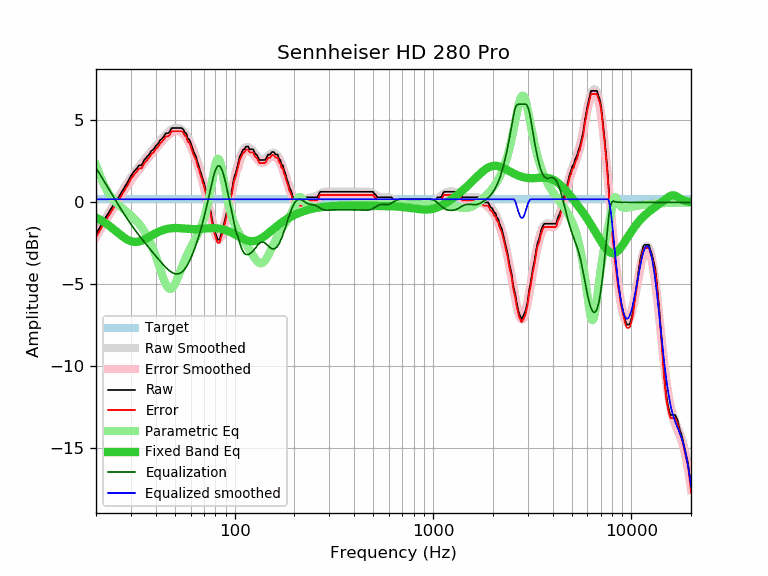 Sennheiser HD 280 Pro
5
0
−5
−10
−15
Amplitude (dBr)
Target
Raw Smoothed
Error Smoothed
Raw
Error
Parametric Eq
Fixed Band Eq
Equalization
Equalized smoothed
100
1000
10000
Frequency (Hz)